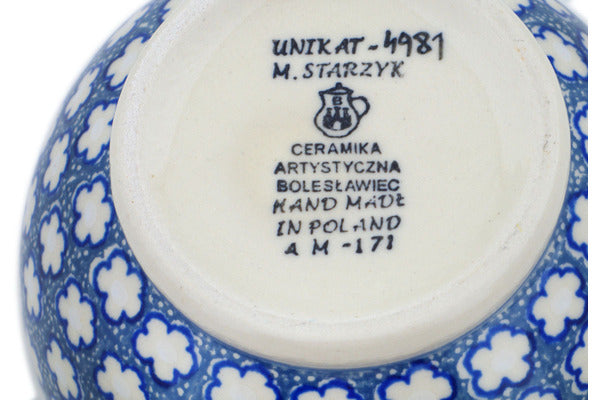 UNIKAT-4981
M. STARZYK
B
CERAMIKA
ARTYSTYCZNA
BOLESŁAWIEC
HAND MADE
IN POLAND
A M -171